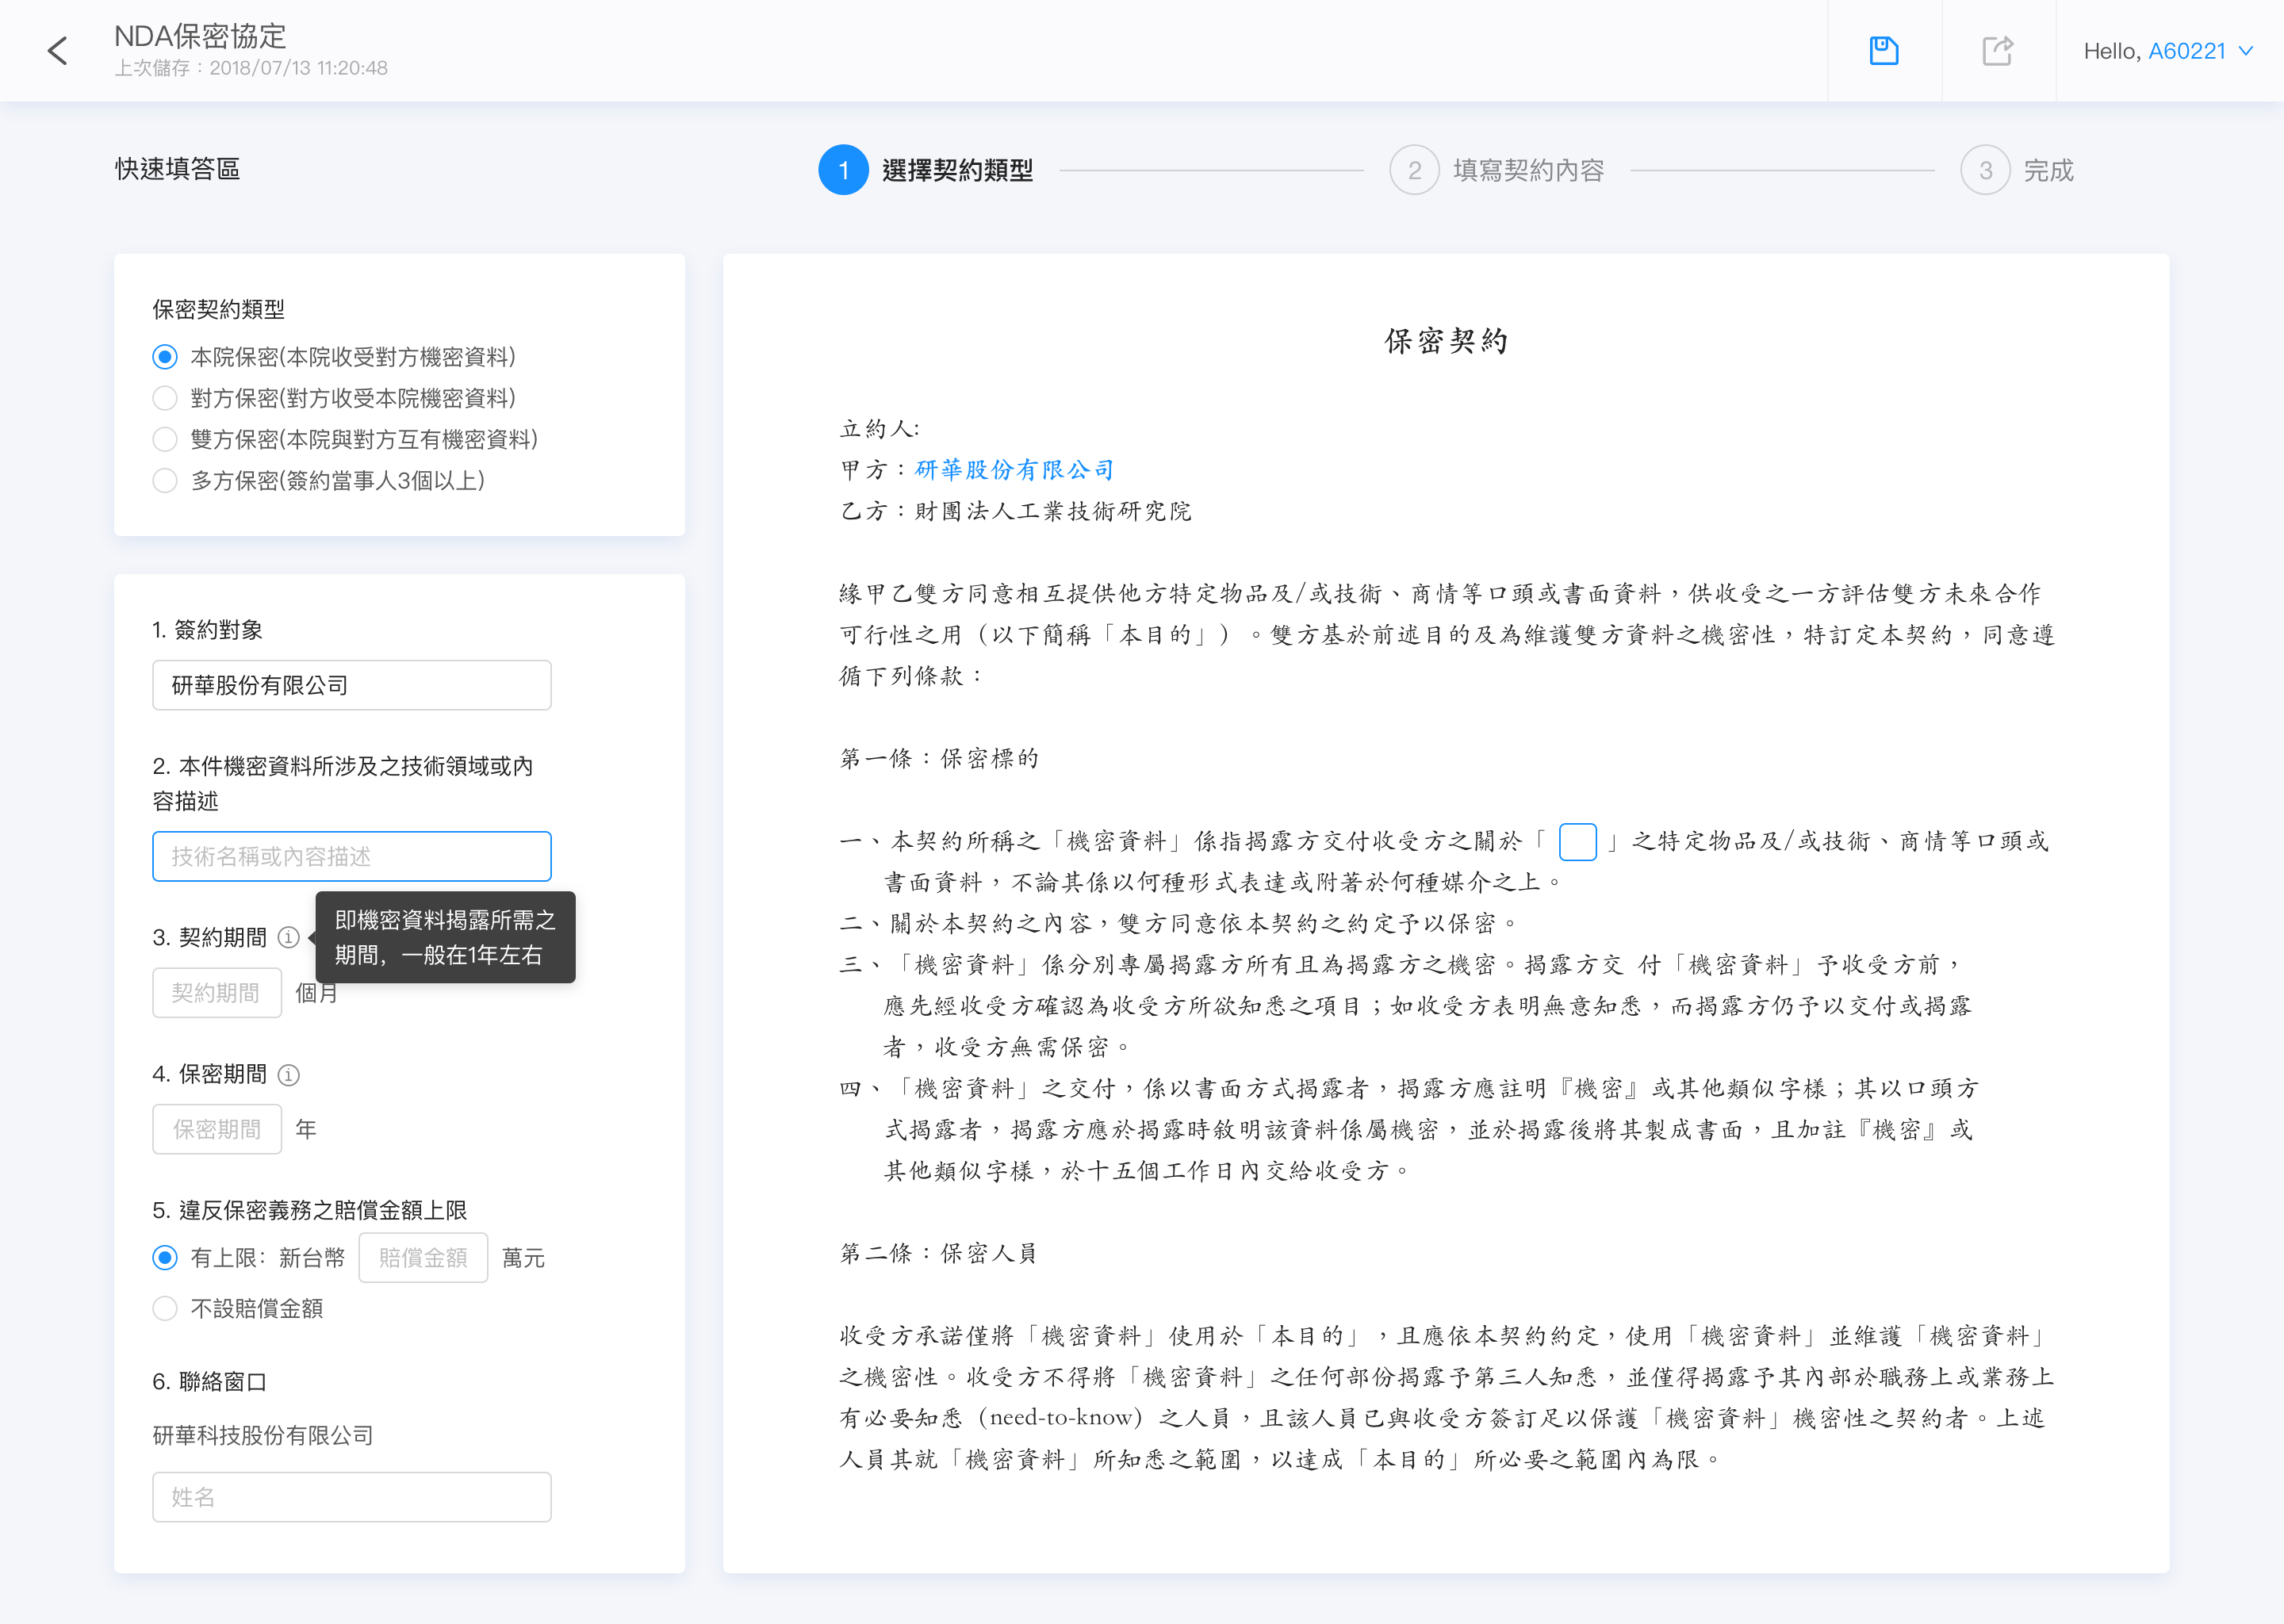 NDA保密協定
上次儲存：2018/07/13 11:20:48
Hello, A60221
快速填答區
1 選擇契約類型
2 填寫契約內容
3 完成
保密契約類型
本院保密(本院收受對方機密資料)
對方保密(對方收受本院機密資料)
雙方保密(本院與對方互有機密資料)
多方保密(簽約當事人3個以上)
1. 簽約對象
研華股份有限公司
2. 本件機密資料所涉及之技術領域或內
容描述
技術名稱或內容描述
3. 契約期間
即機密資料揭露所需之
期間，一般在1年左右
契約期間 個月
4. 保密期間
保密期間 年
5. 違反保密義務之賠償金額上限
有上限：新台幣 賠償金額 萬元
不設賠償金額
6. 聯絡窗口
研華科技股份有限公司
姓名
保密契約
立約人:
甲方：研華股份有限公司
乙方：財團法人工業技術研究院
緣甲乙雙方同意相互提供他方特定物品及/或技術、商情等口頭或書面資料，供收受之一方評估雙方未來合作
可行性之用（以下簡稱「本目的」）。雙方基於前述目的及為維護雙方資料之機密性，特訂定本契約，同意遵
循下列條款：
第一條：保密標的
一、本契約所稱之「機密資料」係指揭露方交付收受方之關於「 」之特定物品及/或技術、商情等口頭或
書面資料，不論其係以何種形式表達或附著於何種媒介之上。
二、關於本契約之內容，雙方同意依本契約之約定予以保密。
三、「機密資料」係分別專屬揭露方所有且為揭露方之機密。揭露方交 付「機密資料」予收受方前，
應先經收受方確認為收受方所欲知悉之項目；如收受方表明無意知悉，而揭露方仍予以交付或揭露
者，收受方無需保密。
四、「機密資料」之交付，係以書面方式揭露者，揭露方應註明『機密』或其他類似字樣；其以口頭方
式揭露者，揭露方應於揭露時敘明該資料係屬機密，並於揭露後將其製成書面，且加註『機密』或
其他類似字樣，於十五個工作日內交給收受方。
第二條：保密人員
收受方承諾僅將「機密資料」使用於「本目的」，且應依本契約約定，使用「機密資料」並維護「機密資料」
之機密性。收受方不得將「機密資料」之任何部份揭露予第三人知悉，並僅得揭露予其內部於職務上或業務上
有必要知悉（need-to-know）之人員，且該人員已與收受方簽訂足以保護「機密資料」機密性之契約者。上述
人員其就「機密資料」所知悉之範圍，以達成「本目的」所必要之範圍內為限。